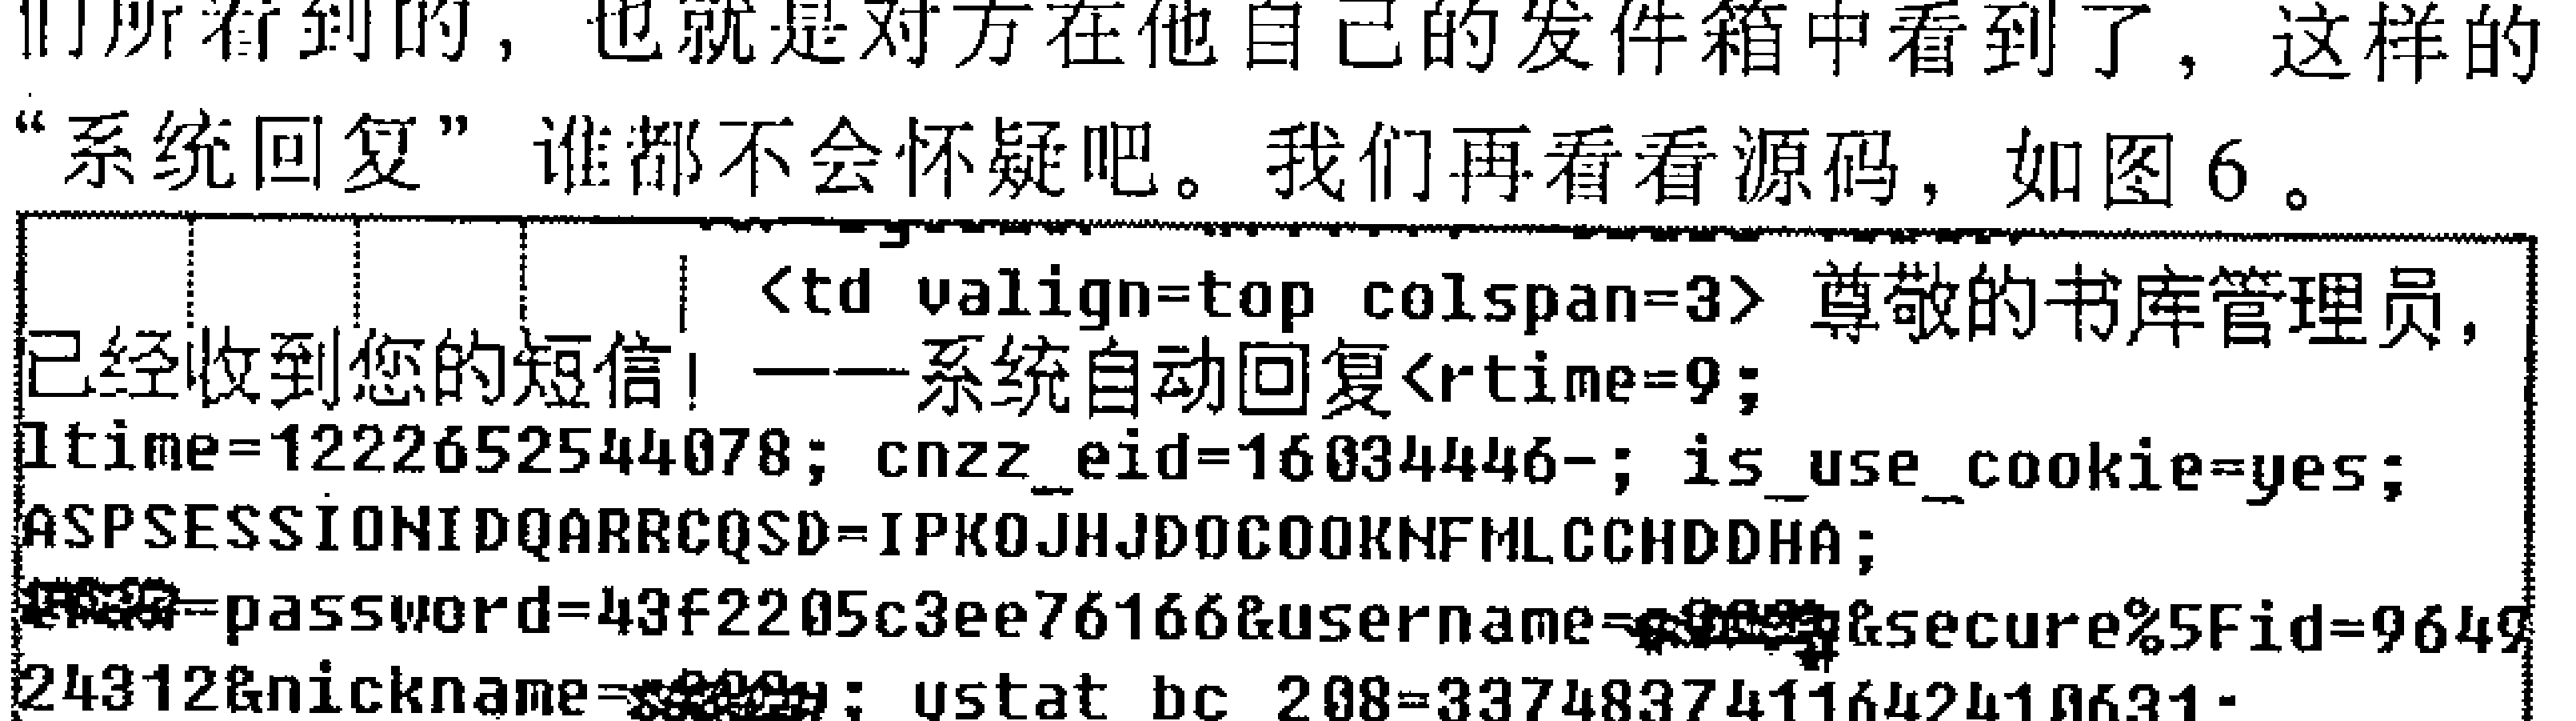 们所看到的，也就是对方在他自己的发件箱中看到了，这样的
“系统回复”谁都不会怀疑吧。我们再看看源码，如图6。
<td valign=top colspan=3> 尊敬的书库管理员，
已经收到您的短信！ ——系统自动回复<rtime=9;
ltime=1222652544078; cnzz_eid=16034446-; is_use_cookie=yes;
ASPSESSIONIDQARRCQSD=IPKOJHJDOCOOKNFMLCCHDDHA;
=password=43f2205c3ee76166&username= &secure%5Fid=9649
24312&nickname= ; ustat bc 208=33748374116424106​31;